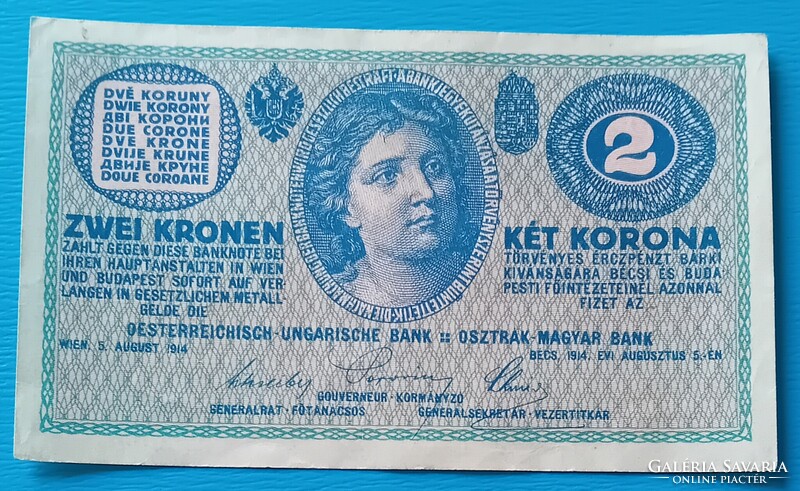 DVĚ KORUNY
DWIE KORONY
ДВІ КОРОНИ
DUE CORONE
DVE KRONE
DVIJE KRUNE
ДВИЈЕ КРУНЕ
DOUE COROANE
2
ZWEI KRONEN
ZAHLT GEGEN DIESE BANKNOTE BEI
IHREN HAUPTANSTALTEN IN WIEN
UND BUDAPEST SOFORT AUF VER
LANGEN IN GESETZLICHEM METALL
GELDE DIE
KÉT KORONA
TÖRVÉNYES ÉRCZPÉNZT BÁRKI
KIVÁNSÁGÁRA BÉCSI ÉS BUDA
PESTI FŐINTÉZETEINÉL AZONNAL
FIZET AZ
OESTERREICHISCH-UNGARISCHE BANK :: OSZTRÁK-MAGYAR BANK
WIEN, 5. AUGUST 1914
BÉCS, 1914. ÉVI AUGUSZTUS 5.-ÉN
GOUVERNEUR · KORMÁNYZÓ
GENERALRAT · FŐTANÁCSOS
GENERALSEKRETÄR · VEZÉRTITKÁR
GALÉRIA SAVARIA
ONLINE PIACTÉR